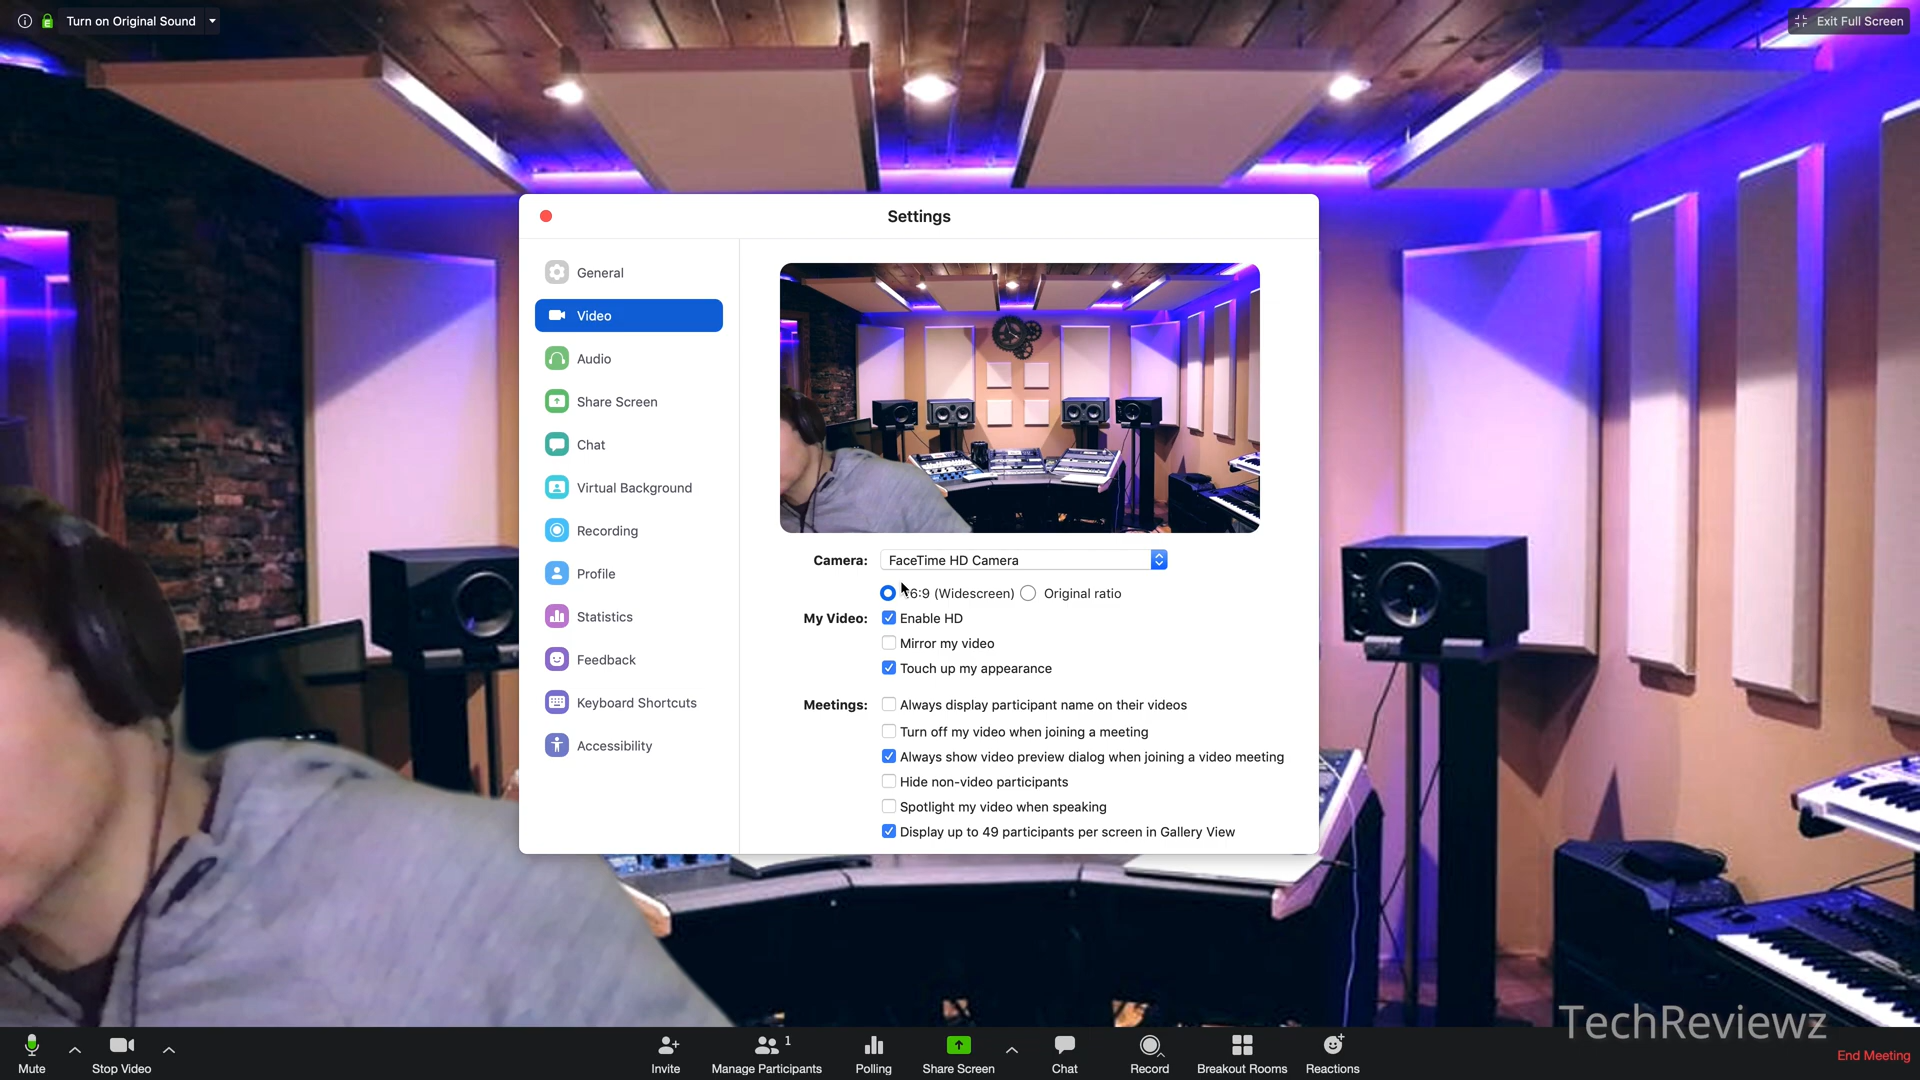 Turn on Original Sound
Exit Full Screen
Settings
General
Video
Audio
Share Screen
Chat
Virtual Background
Recording
Profile
Statistics
Feedback
Keyboard Shortcuts
Accessibility
Camera: FaceTime HD Camera
6:9 (Widescreen) Original ratio
My Video: Enable HD
Mirror my video
Touch up my appearance
Meetings: Always display participant name on their videos
Turn off my video when joining a meeting
Always show video preview dialog when joining a video meeting
Hide non-video participants
Spotlight my video when speaking
Display up to 49 participants per screen in Gallery View
TechReviewz
1
Mute Stop Video Invite Manage Participants Polling Share Screen Chat Record Breakout Rooms Reactions End Meeting